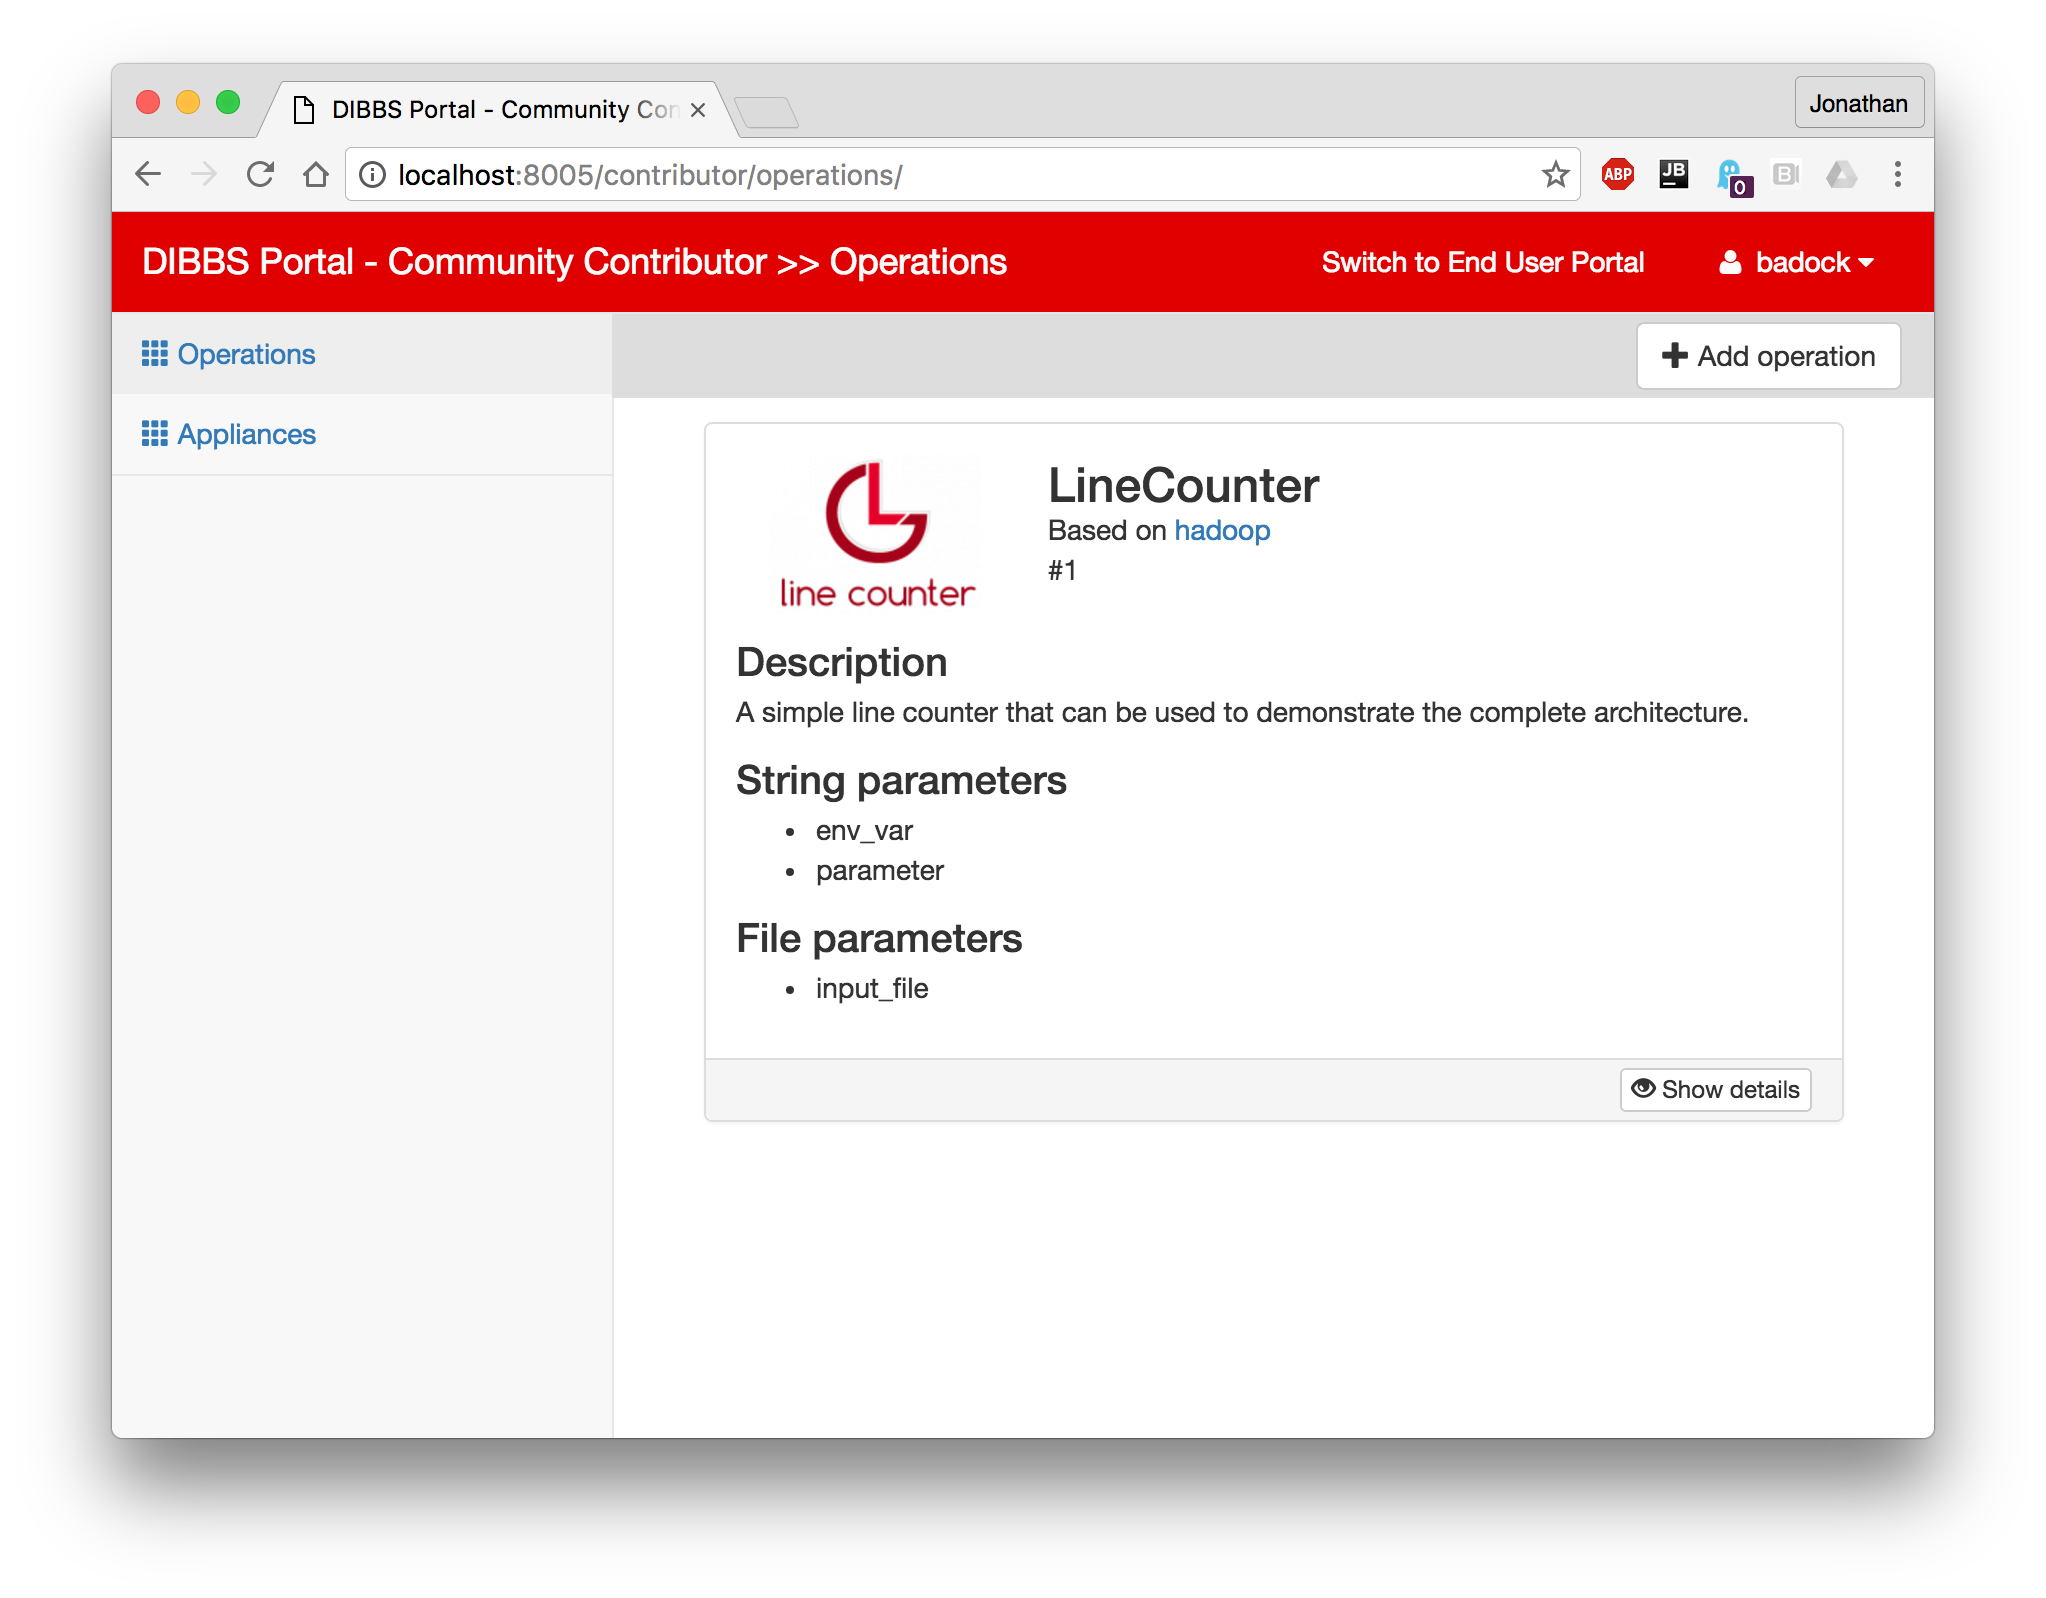 DIBBS Portal - Community Con
Jonathan
localhost:8005/contributor/operations/
ABP
JB
0
B
DIBBS Portal - Community Contributor >> Operations
Switch to End User Portal
badock
Operations
Add operation
Appliances
line counter
LineCounter
Based on hadoop
#1
Description
A simple line counter that can be used to demonstrate the complete architecture.
String parameters
• env_var
• parameter
File parameters
• input_file
Show details